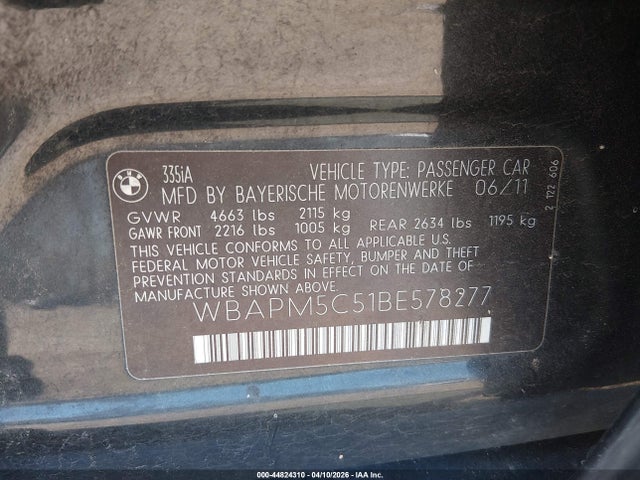 BMW
335iA VEHICLE TYPE: PASSENGER CAR
MFD BY BAYERISCHE MOTORENWERKE 06/11
GVWR 4663 lbs 2115 kg
GAWR FRONT 2216 lbs 1005 kg REAR 2634 lbs 1195 kg
THIS VEHICLE CONFORMS TO ALL APPLICABLE U.S.
FEDERAL MOTOR VEHICLE SAFETY, BUMPER AND THEFT
PREVENTION STANDARDS IN EFFECT ON THE DATE OF
MANUFACTURE SHOWN ABOVE.
WBAPM5C51BE578277
2 122 606
000-44824310 - 04/10/2026 - IAA Inc.